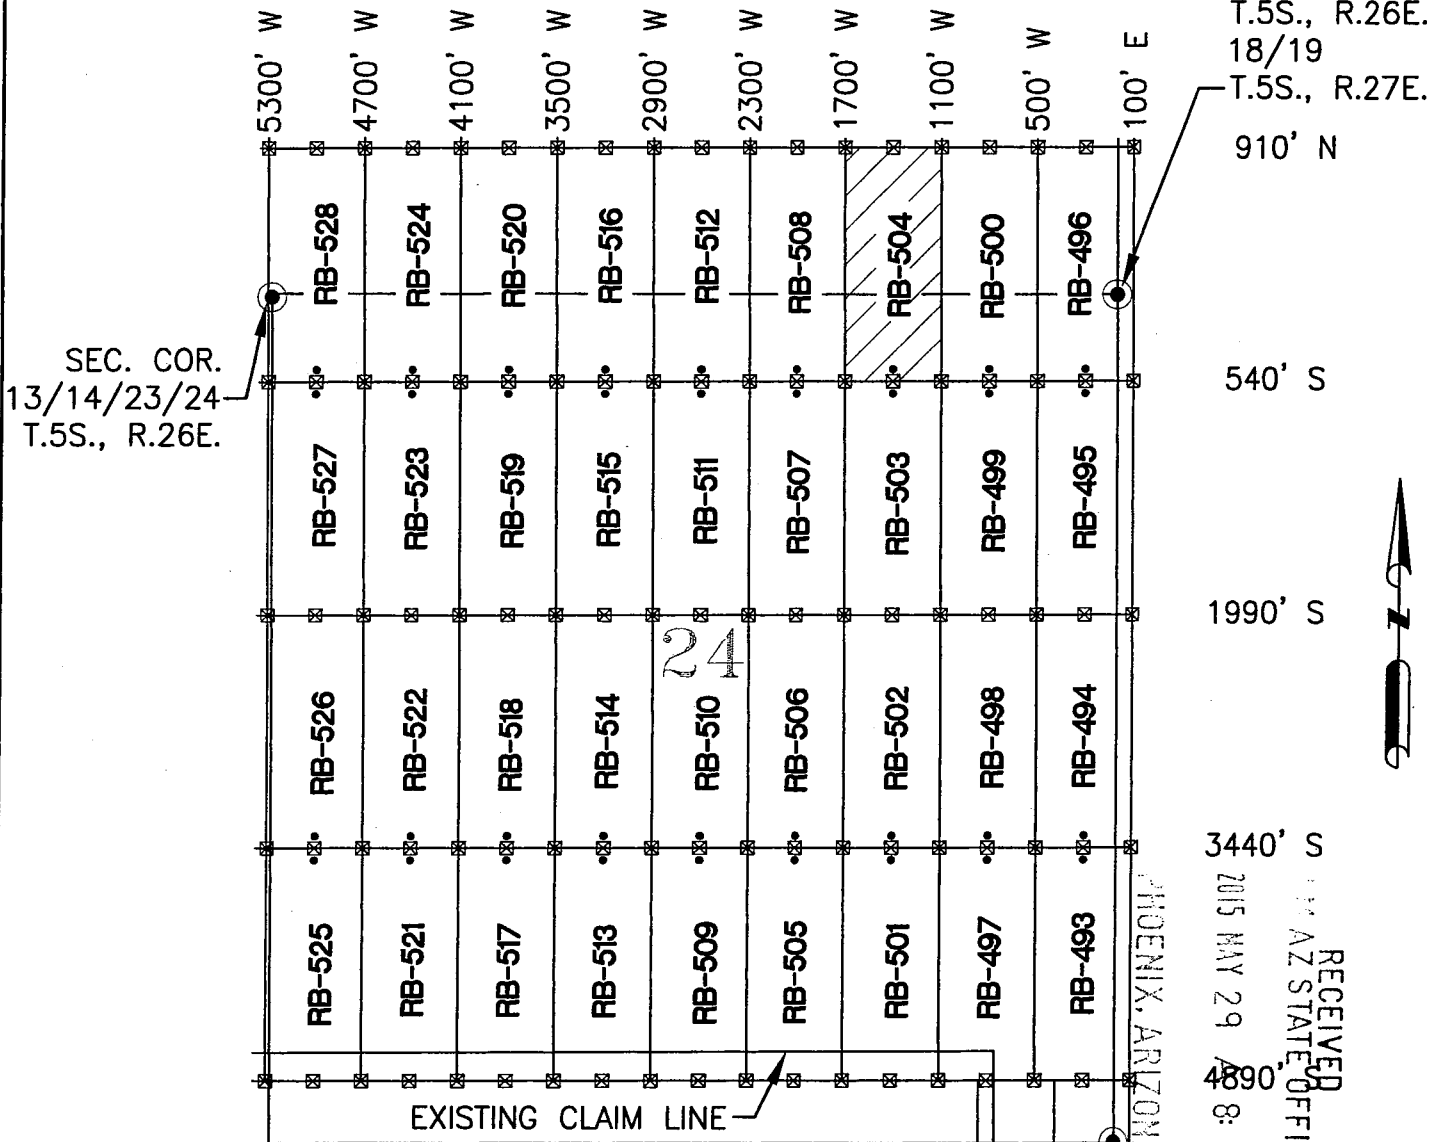 5300' W
4700' W
4100' W
3500' W
2900' W
2300' W
1700' W
1100' W
500' W
100' E
T.5S., R.26E.
18/19
T.5S., R.27E.
910' N
RB-528
RB-524
RB-520
RB-516
RB-512
RB-508
RB-504
RB-500
RB-496
SEC. COR.
13/14/23/24
T.5S., R.26E.
540' S
RB-527
RB-523
RB-519
RB-515
RB-511
RB-507
RB-503
RB-499
RB-495
N
1990' S
24
RB-526
RB-522
RB-518
RB-514
RB-510
RB-506
RB-502
RB-498
RB-494
3440' S
RB-525
RB-521
RB-517
RB-513
RB-509
RB-505
RB-501
RB-497
RB-493
4890' S
RECEIVED
AZ STATE OFFI
2015 MAY 29 A 8:
PHOENIX, ARIZON
EXISTING CLAIM LINE